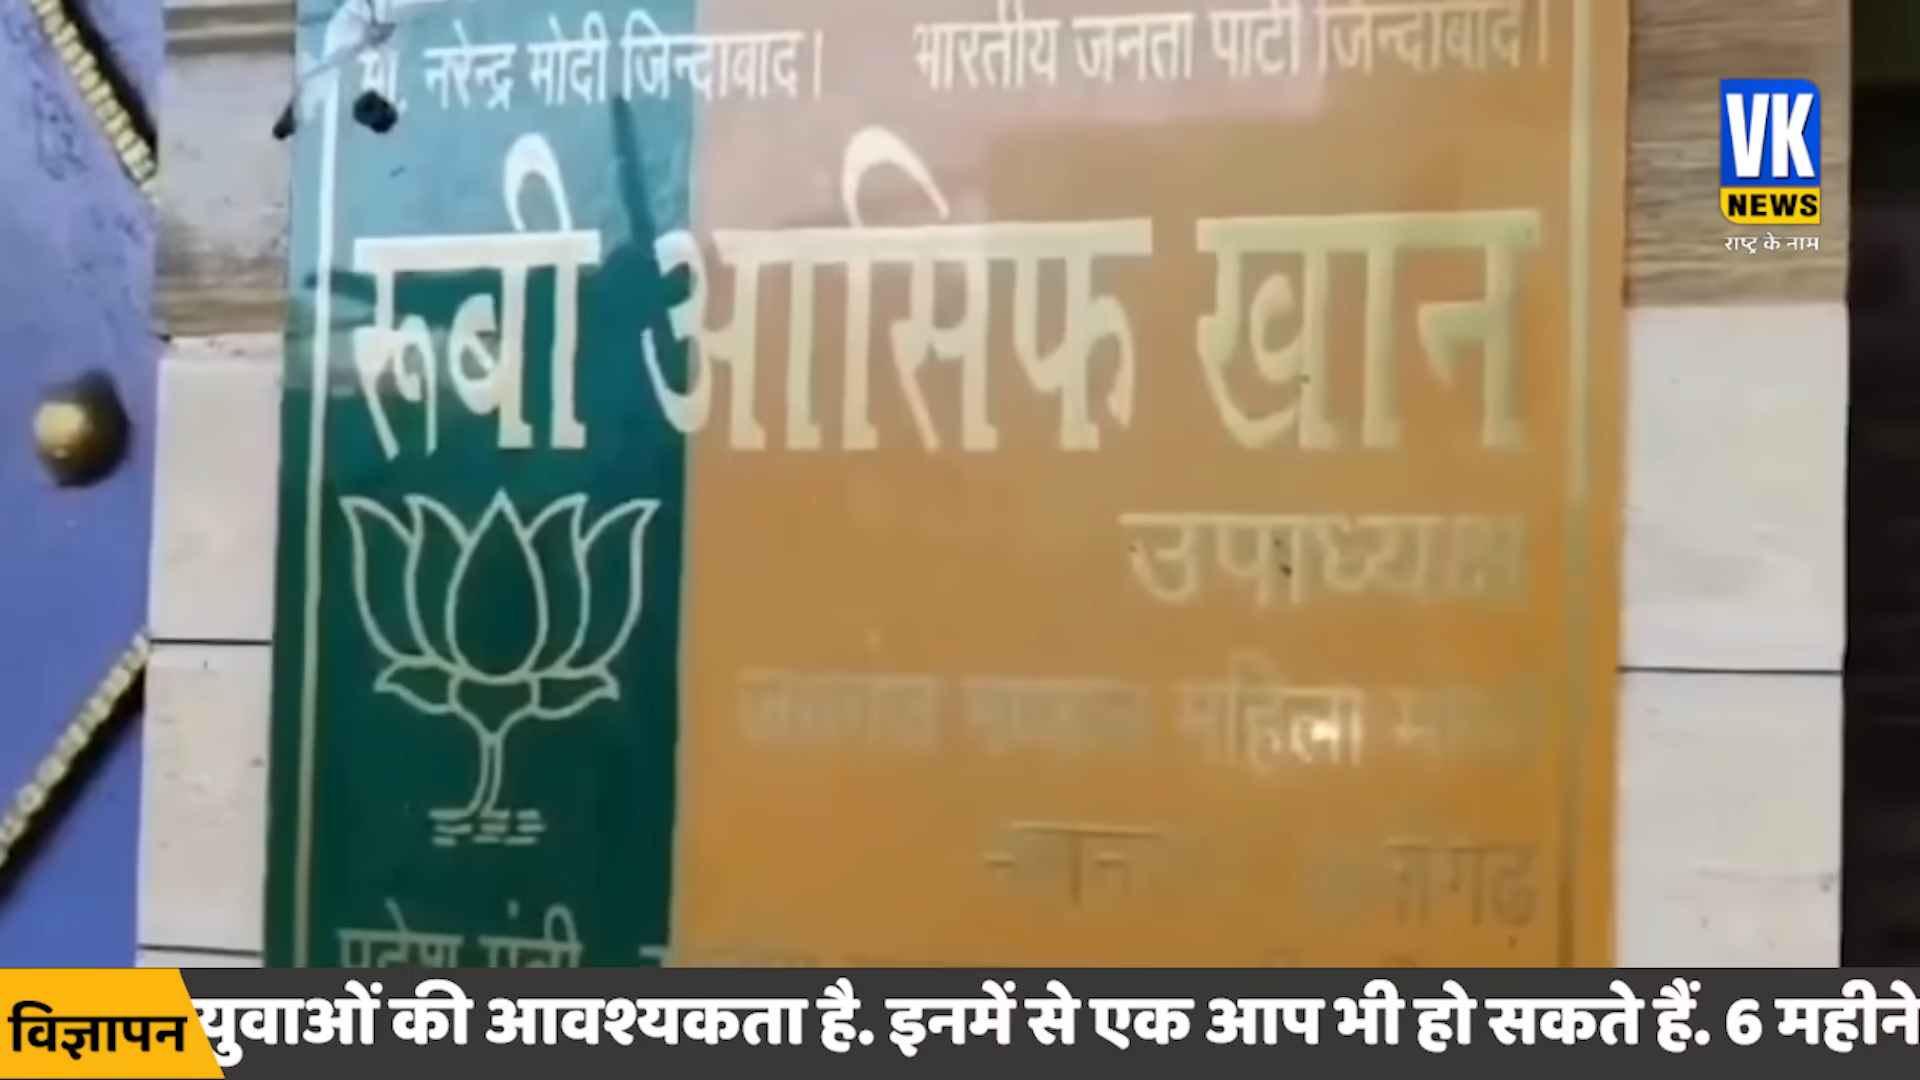 मा. नरेन्द्र मोदी जिन्दाबाद। भारतीय जनता पार्टी जिन्दाबाद।
रूबी आसिफ खान
उपाध्यक्ष
महिला
VK
NEWS
राष्ट्र के नाम
विज्ञापन युवाओं की आवश्यकता है. इनमें से एक आप भी हो सकते हैं. 6 महीने